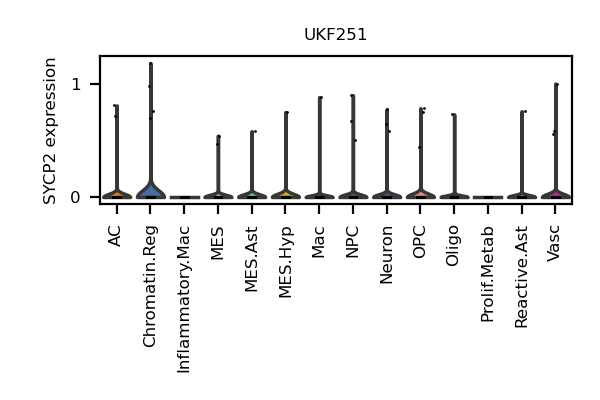 UKF251
SYCP2 expression
1
0
AC
Chromatin.Reg
Inflammatory.Mac
MES
MES.Ast
MES.Hyp
Mac
NPC
Neuron
OPC
Oligo
Prolif.Metab
Reactive.Ast
Vasc